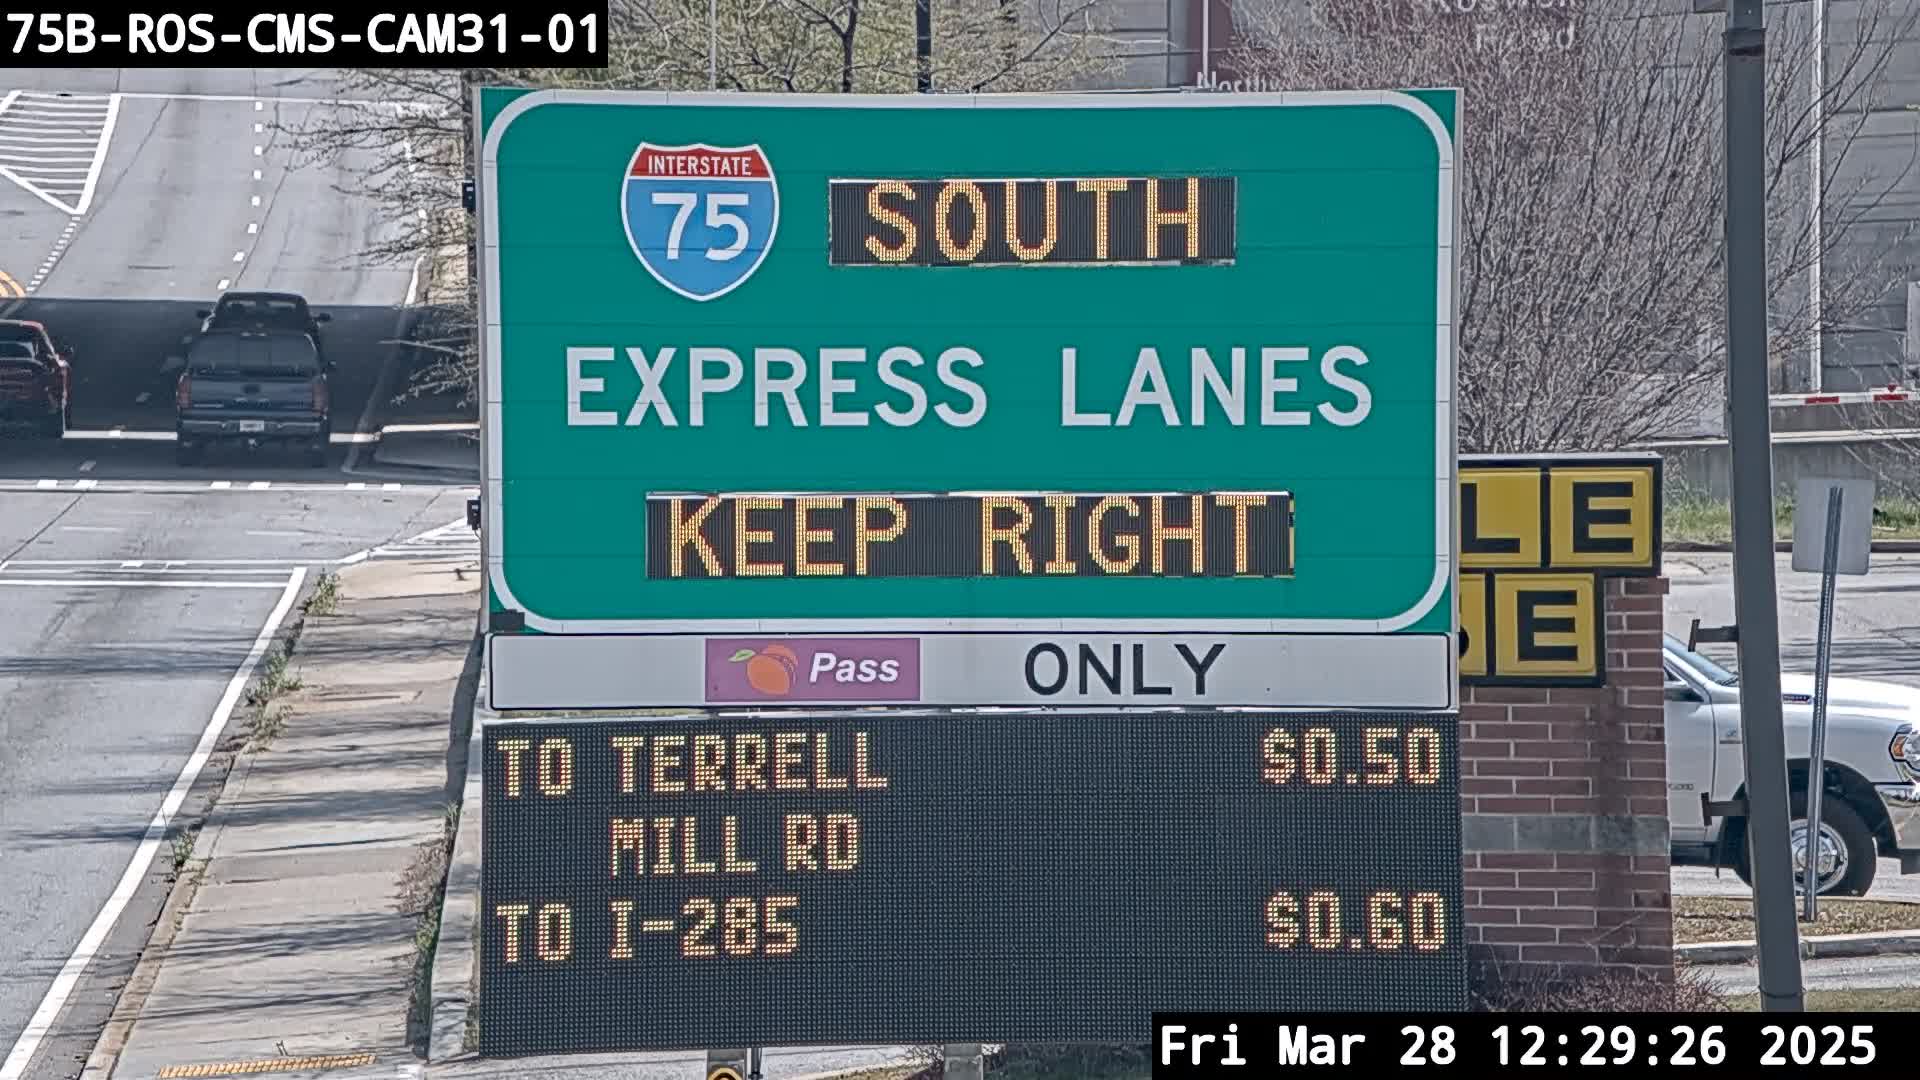 75B-ROS-CMS-CAM31-01
INTERSTATE
75
SOUTH
EXPRESS LANES
KEEP RIGHT
Pass ONLY
TO TERRELL $0.50
MILL RD
TO I-285 $0.60
LE
E
Fri Mar 28 12:29:26 2025